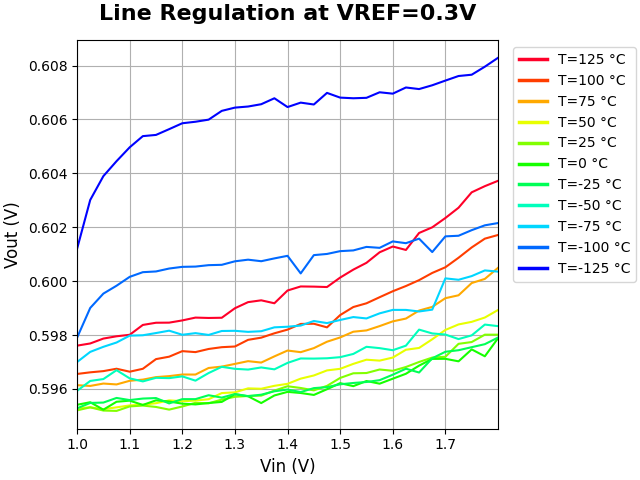 Line Regulation at VREF=0.3V
Vout (V)
0.608
0.606
0.604
0.602
0.600
0.598
0.596
1.0 1.1 1.2 1.3 1.4 1.5 1.6 1.7
Vin (V)
T=125 °C
T=100 °C
T=75 °C
T=50 °C
T=25 °C
T=0 °C
T=-25 °C
T=-50 °C
T=-75 °C
T=-100 °C
T=-125 °C